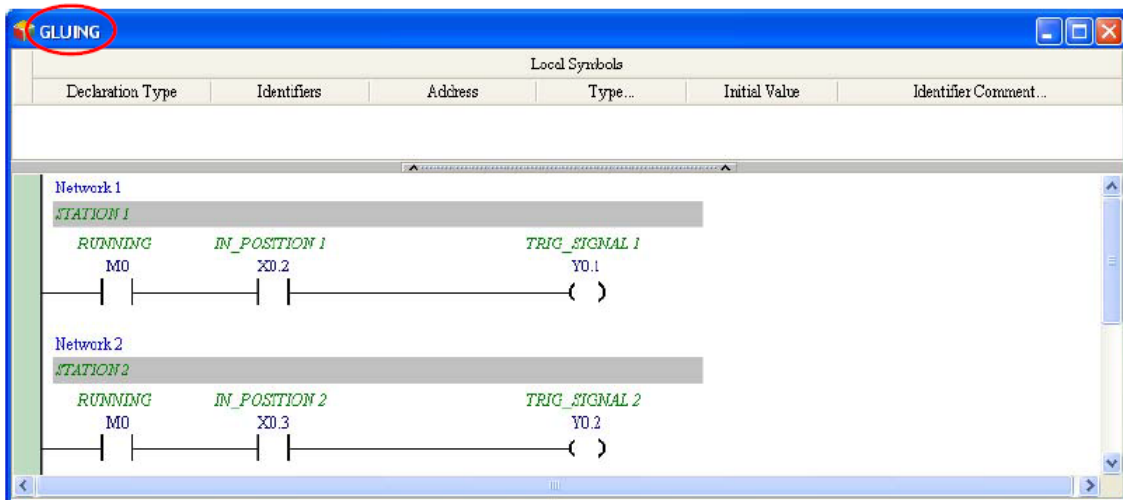 GLUING
Local Symbols
Declaration Type Identifiers Address Type... Initial Value Identifier Comment...
Network 1
STATION 1
RUNNING IN_POSITION 1 TRIG_SIGNAL 1
M0 X0.2 Y0.1
Network 2
STATION 2
RUNNING IN_POSITION 2 TRIG_SIGNAL 2
M0 X0.3 Y0.2